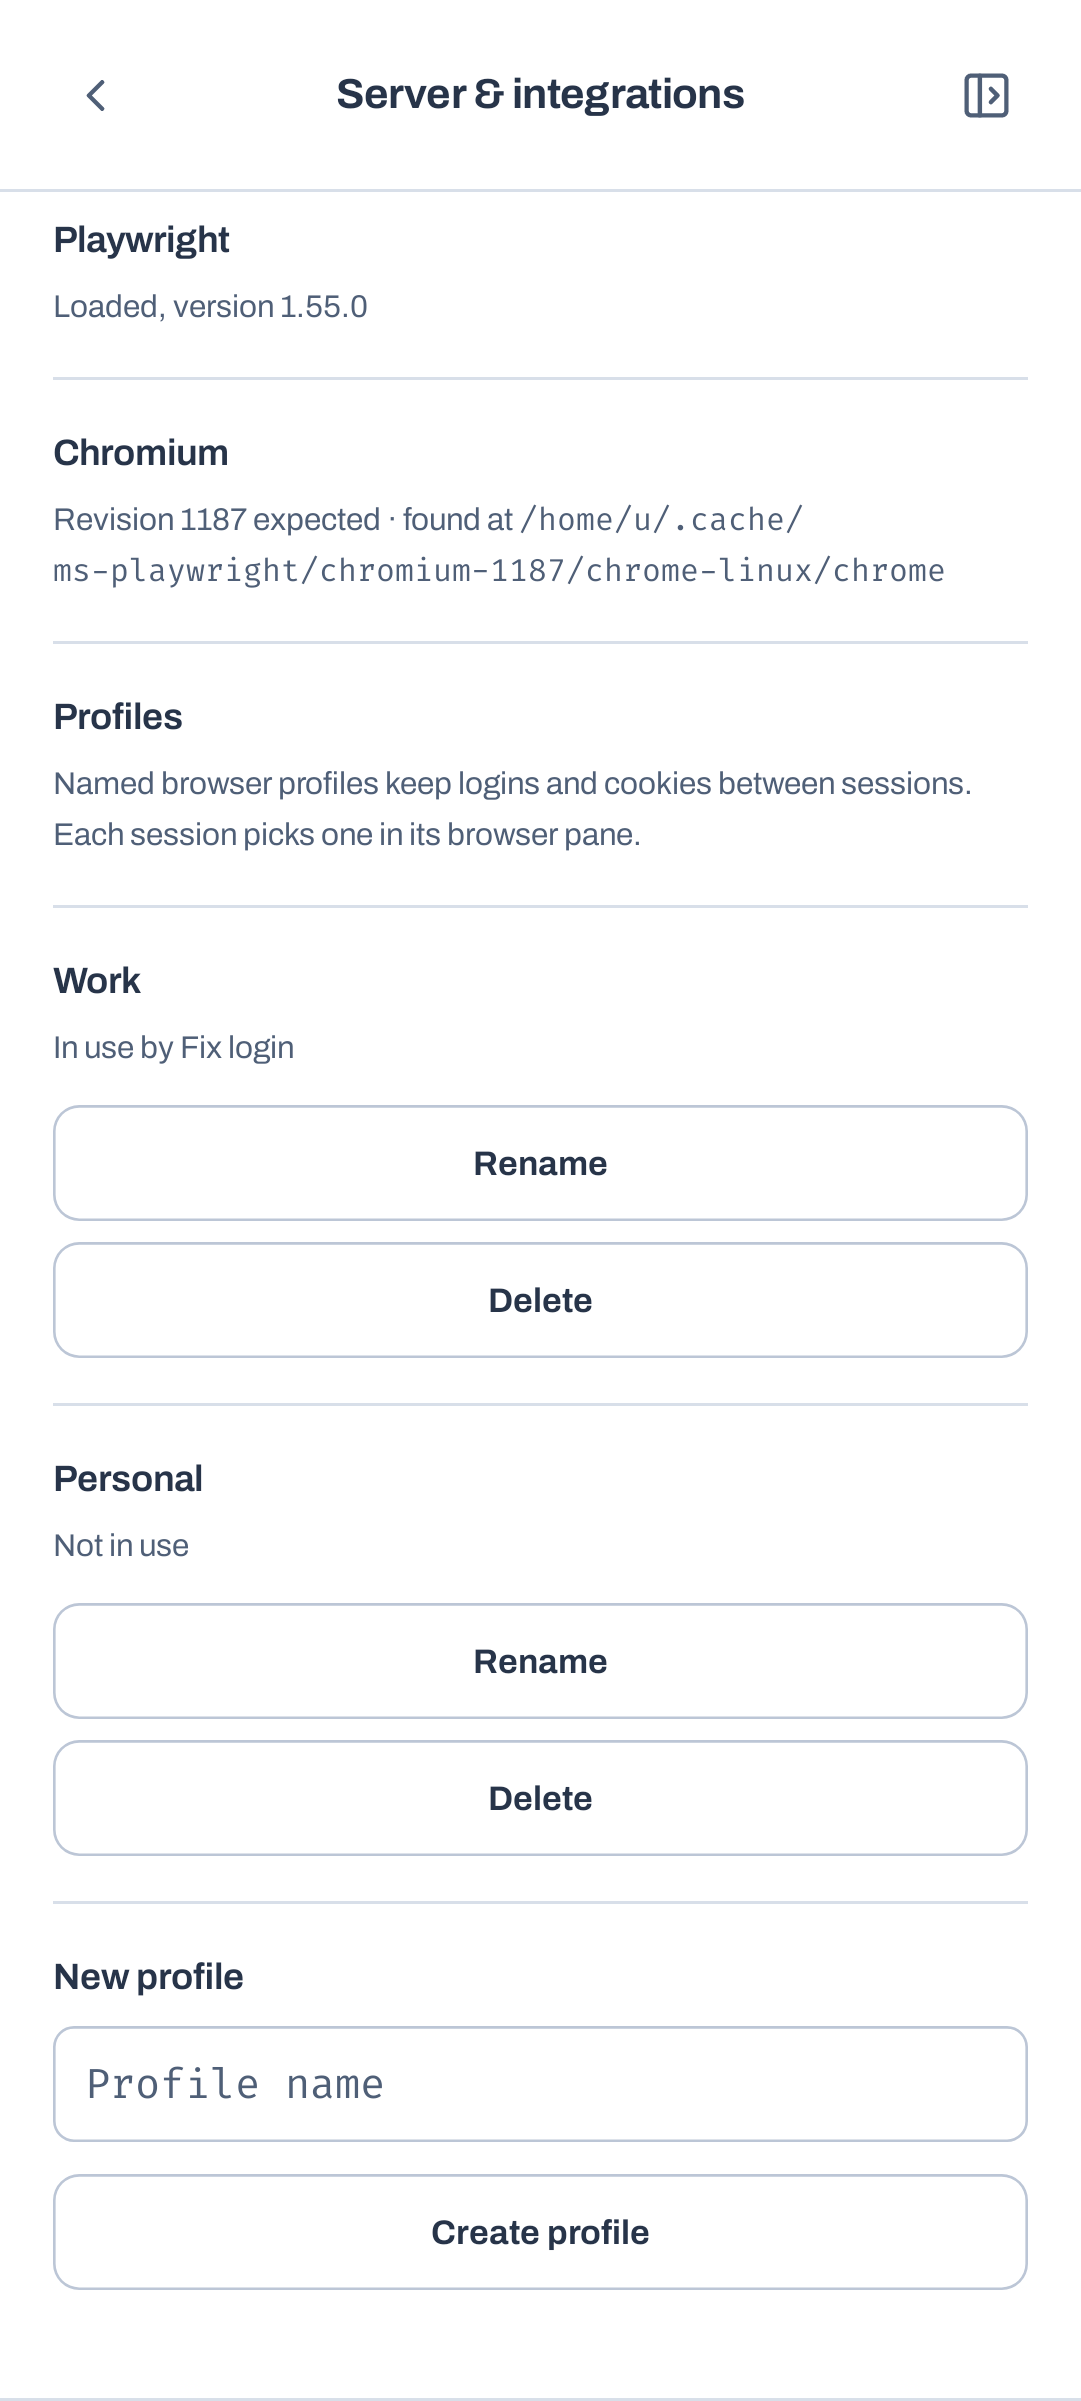 Server & integrations
Playwright
Loaded, version 1.55.0
Chromium
Revision 1187 expected · found at /home/u/.cache/
ms-playwright/chromium-1187/chrome-linux/chrome
Profiles
Named browser profiles keep logins and cookies between sessions.
Each session picks one in its browser pane.
Work
In use by Fix login
Rename
Delete
Personal
Not in use
Rename
Delete
New profile
Profile name
Create profile